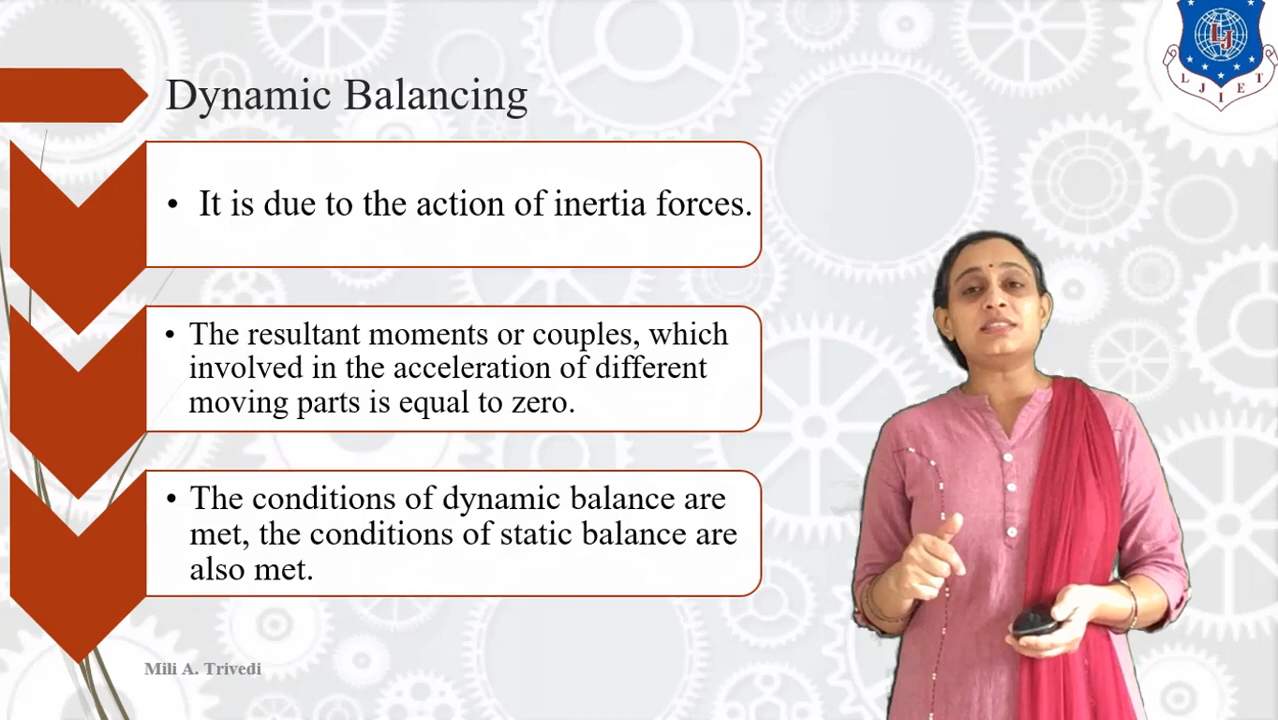 Dynamic Balancing
• It is due to the action of inertia forces.
• The resultant moments or couples, which
involved in the acceleration of different
moving parts is equal to zero.
• The conditions of dynamic balance are
met, the conditions of static balance are
also met.
Mili A. Trivedi
LJ
LJIET